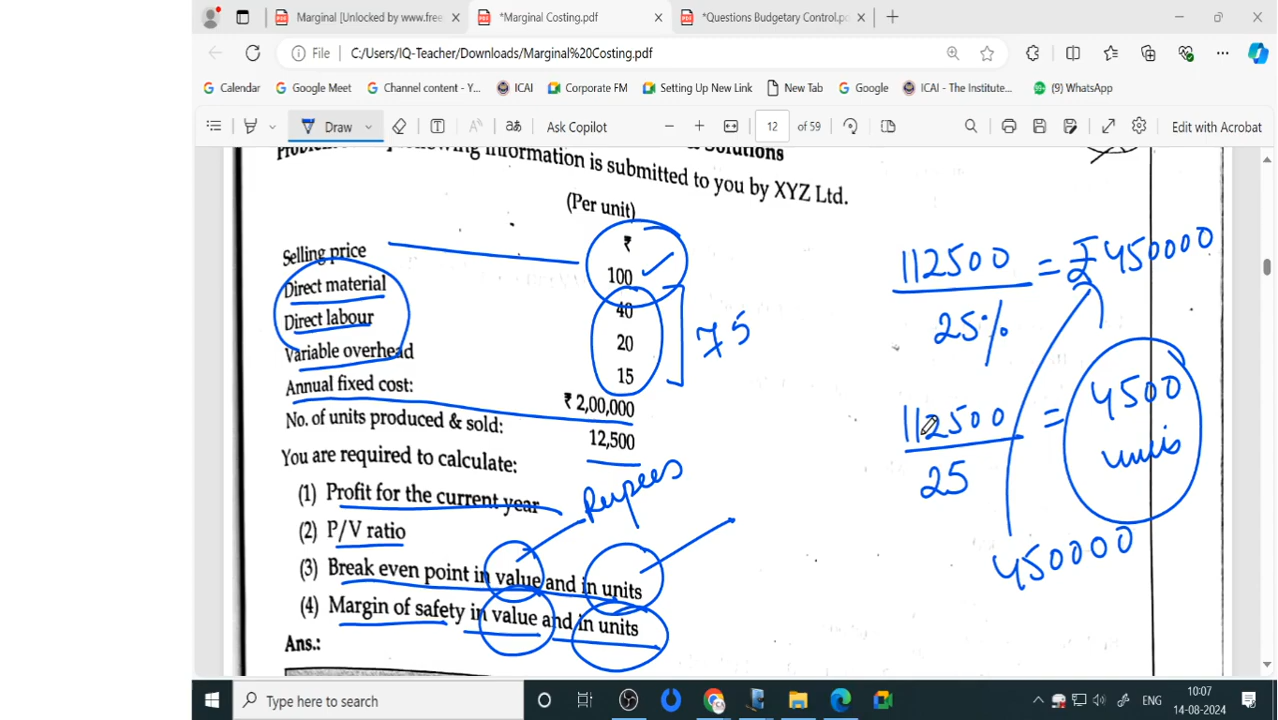 Marginal [Unlocked by www.free
*Marginal Costing.pdf
*Questions Budgetary Control.pd
File
C:/Users/IQ-Teacher/Downloads/Marginal%20Costing.pdf
Calendar
Google Meet
Channel content - Y...
ICAI
Corporate FM
Setting Up New Link
New Tab
Google
ICAI - The Institute...
(9) WhatsApp
Draw
Ask Copilot
12 of 59
Edit with Acrobat
following information is submitted to you by XYZ Ltd.
Solutions
(Per unit)
₹
Selling price 100
Direct material 40
Direct labour 20
Variable overhead 15
75
Annual fixed cost: ₹ 2,00,000
No. of units produced & sold: 12,500
You are required to calculate:
(1) Profit for the current year
Rupees
(2) P/V ratio
(3) Break even point in value and in units
(4) Margin of safety in value and in units
Ans.:
112500 = ₹ 450000
25%
112500 = 4500
25 units
450000
Type here to search
ENG
10:07
14-08-2024